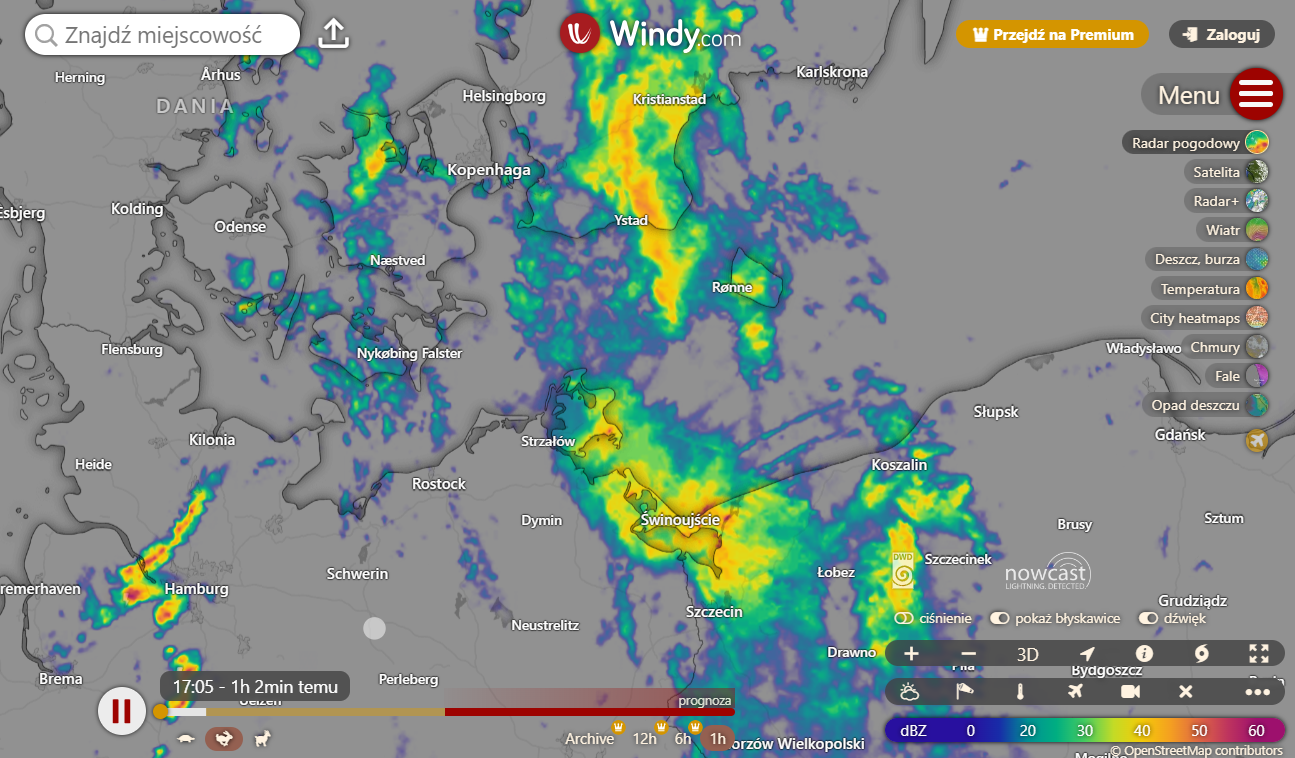 Znajdź miejscowość
Windy.com
Przejdź na Premium
Zaloguj
Menu
Radar pogodowy
Satelita
Radar+
Wiatr
Deszcz, burza
Temperatura
City heatmaps
Chmury
Fale
Opad deszczu
Herning
Århus
DANIA
Helsingborg
Kristianstad
Karlskrona
Kopenhaga
Esbjerg
Kolding
Odense
Ystad
Næstved
Rønne
Flensburg
Nykøbing Falster
Władysławo
Słupsk
Gdańsk
Kilonia
Strzałów
Heide
Rostock
Koszalin
Dymin
Świnoujście
Brusy
Sztum
DWD
Szczecinek
nowcast
LIGHTNING. DETECTED.
remerhaven
Hamburg
Schwerin
Łobez
Grudziądz
Szczecin
Neustrelitz
ciśnienie
pokaż błyskawice
dźwięk
Drawno
3D
Piła
Bydgoszcz
Brema
Perleberg
17:05 - 1h 2min temu
Uelzen
prognoza
Archive
12h
6h
1h
orzów Wielkopolski
dBZ 0 20 30 40 50 60
© OpenStreetMap contributors